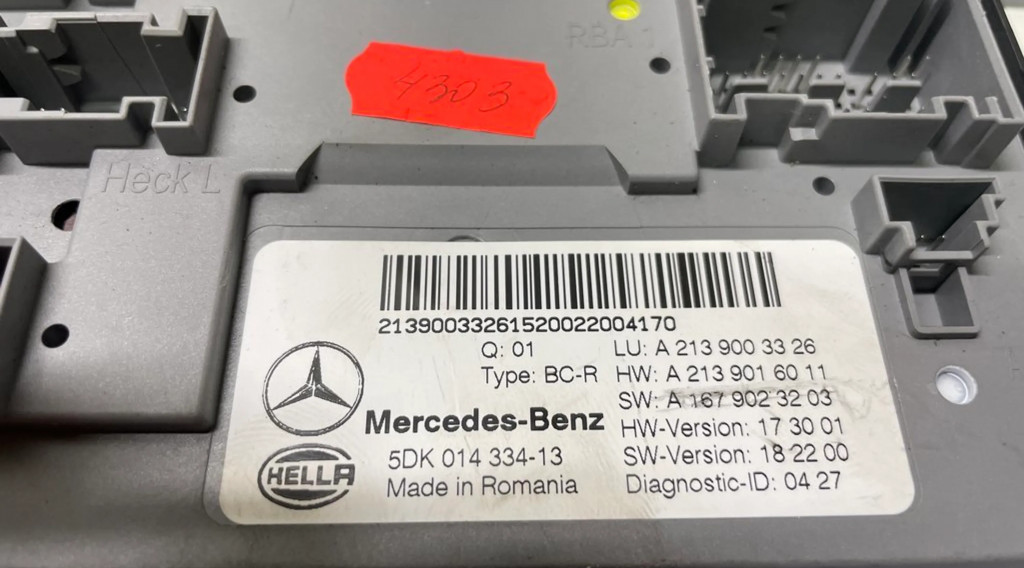 RBA 1
4303
Heck L
21390033261520022004170
Q: 01
LU: A 213 900 33 26
Type: BC-R
HW: A 213 901 60 11
SW: A 167 902 32 03
Mercedes-Benz
HW-Version: 17 30 01
5DK 014 334-13
SW-Version: 18 22 00
HELLA
Made in Romania
Diagnostic-ID: 04 27